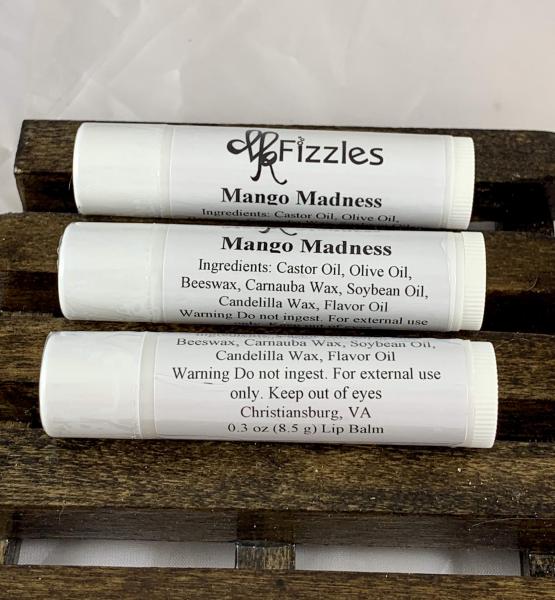 Fizzles
Mango Madness
Ingredients: Castor Oil, Olive Oil,
Mango Madness
Ingredients: Castor Oil, Olive Oil,
Beeswax, Carnauba Wax, Soybean Oil,
Candelilla Wax, Flavor Oil
Warning Do not ingest. For external use
Beeswax, Carnauba Wax, Soybean Oil,
Candelilla Wax, Flavor Oil
Warning Do not ingest. For external use
only. Keep out of eyes
Christiansburg, VA
0.3 oz (8.5 g) Lip Balm